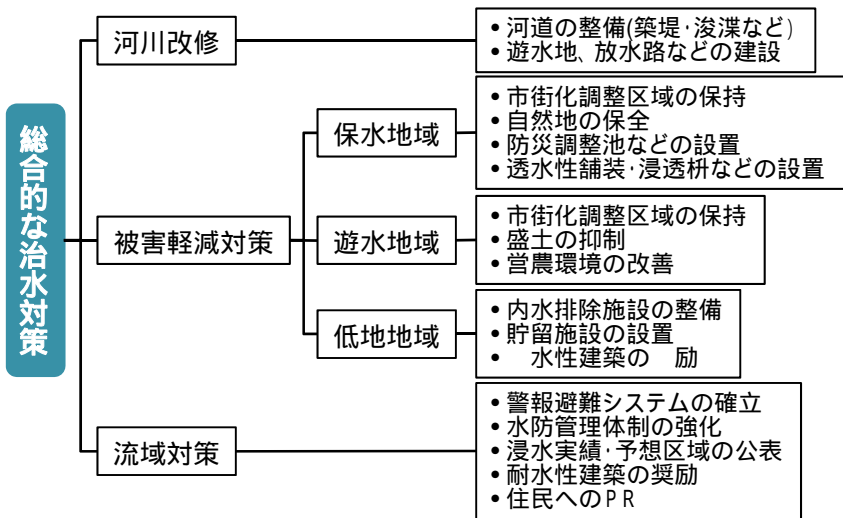 総合的な治水対策
河川改修
• 河道の整備(築堤・浚渫など)
• 遊水地、放水路などの建設
被害軽減対策
保水地域
• 市街化調整区域の保持
• 自然地の保全
• 防災調整池などの設置
• 透水性舗装・浸透枡などの設置
遊水地域
• 市街化調整区域の保持
• 盛土の抑制
• 営農環境の改善
低地地域
• 内水排除施設の整備
• 貯留施設の設置
• 水性建築の 励
流域対策
• 警報避難システムの確立
• 水防管理体制の強化
• 浸水実績・予想区域の公表
• 耐水性建築の奨励
• 住民へのPR